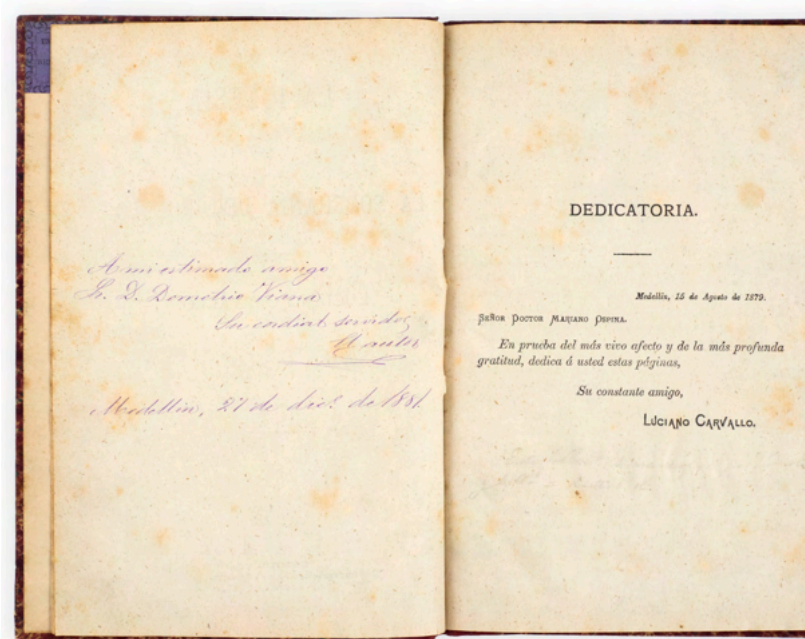 A mi estimado amigo
Sr. D. Demetrio Viana
Su cordial servidor,
El autor
Medellin, 27 de dice de 1881
DEDICATORIA.
Medellín, 15 de Agosto de 1879.
SEÑOR DOCTOR MARIANO OSPINA.
En prueba del más vivo afecto y de la más profunda
gratitud, dedica á usted estas páginas,
Su constante amigo,
LUCIANO CARVALLO.